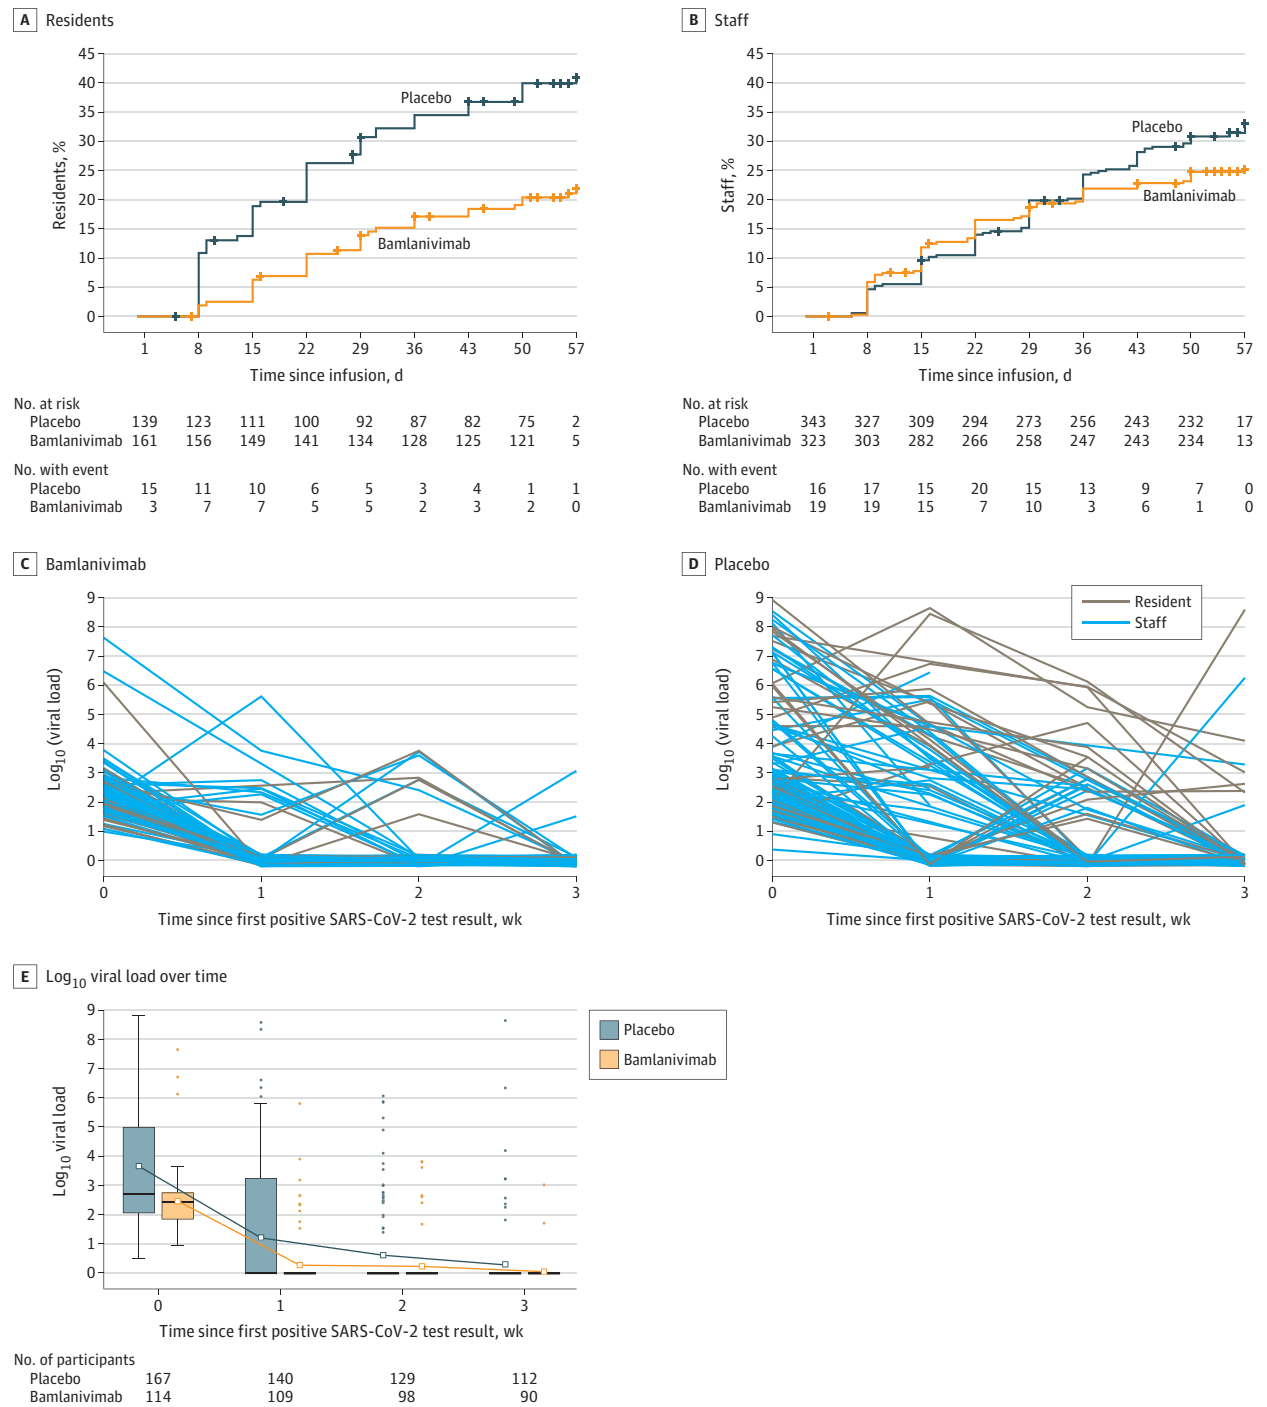 A Residents
45
40
35
30
25
20
15
10
5
0
Residents, %
Placebo
Bamlanivimab
1 8 15 22 29 36 43 50 57
Time since infusion, d
No. at risk
Placebo 139 123 111 100 92 87 82 75 2
Bamlanivimab 161 156 149 141 134 128 125 121 5
No. with event
Placebo 15 11 10 6 5 3 4 1 1
Bamlanivimab 3 7 7 5 5 2 3 2 0
B Staff
45
40
35
30
25
20
15
10
5
0
Staff, %
Placebo
Bamlanivimab
1 8 15 22 29 36 43 50 57
Time since infusion, d
No. at risk
Placebo 343 327 309 294 273 256 243 232 17
Bamlanivimab 323 303 282 266 258 247 243 234 13
No. with event
Placebo 16 17 15 20 15 13 9 7 0
Bamlanivimab 19 19 15 7 10 3 6 1 0
C Bamlanivimab
9
8
7
6
5
4
3
2
1
0
Log10 (viral load)
0 1 2 3
Time since first positive SARS-CoV-2 test result, wk
D Placebo
Resident
Staff
9
8
7
6
5
4
3
2
1
0
Log10 (viral load)
0 1 2 3
Time since first positive SARS-CoV-2 test result, wk
E Log10 viral load over time
9
8
7
6
5
4
3
2
1
0
Log10 viral load
Placebo
Bamlanivimab
0 1 2 3
Time since first positive SARS-CoV-2 test result, wk
No. of participants
Placebo 167 140 129 112
Bamlanivimab 114 109 98 90